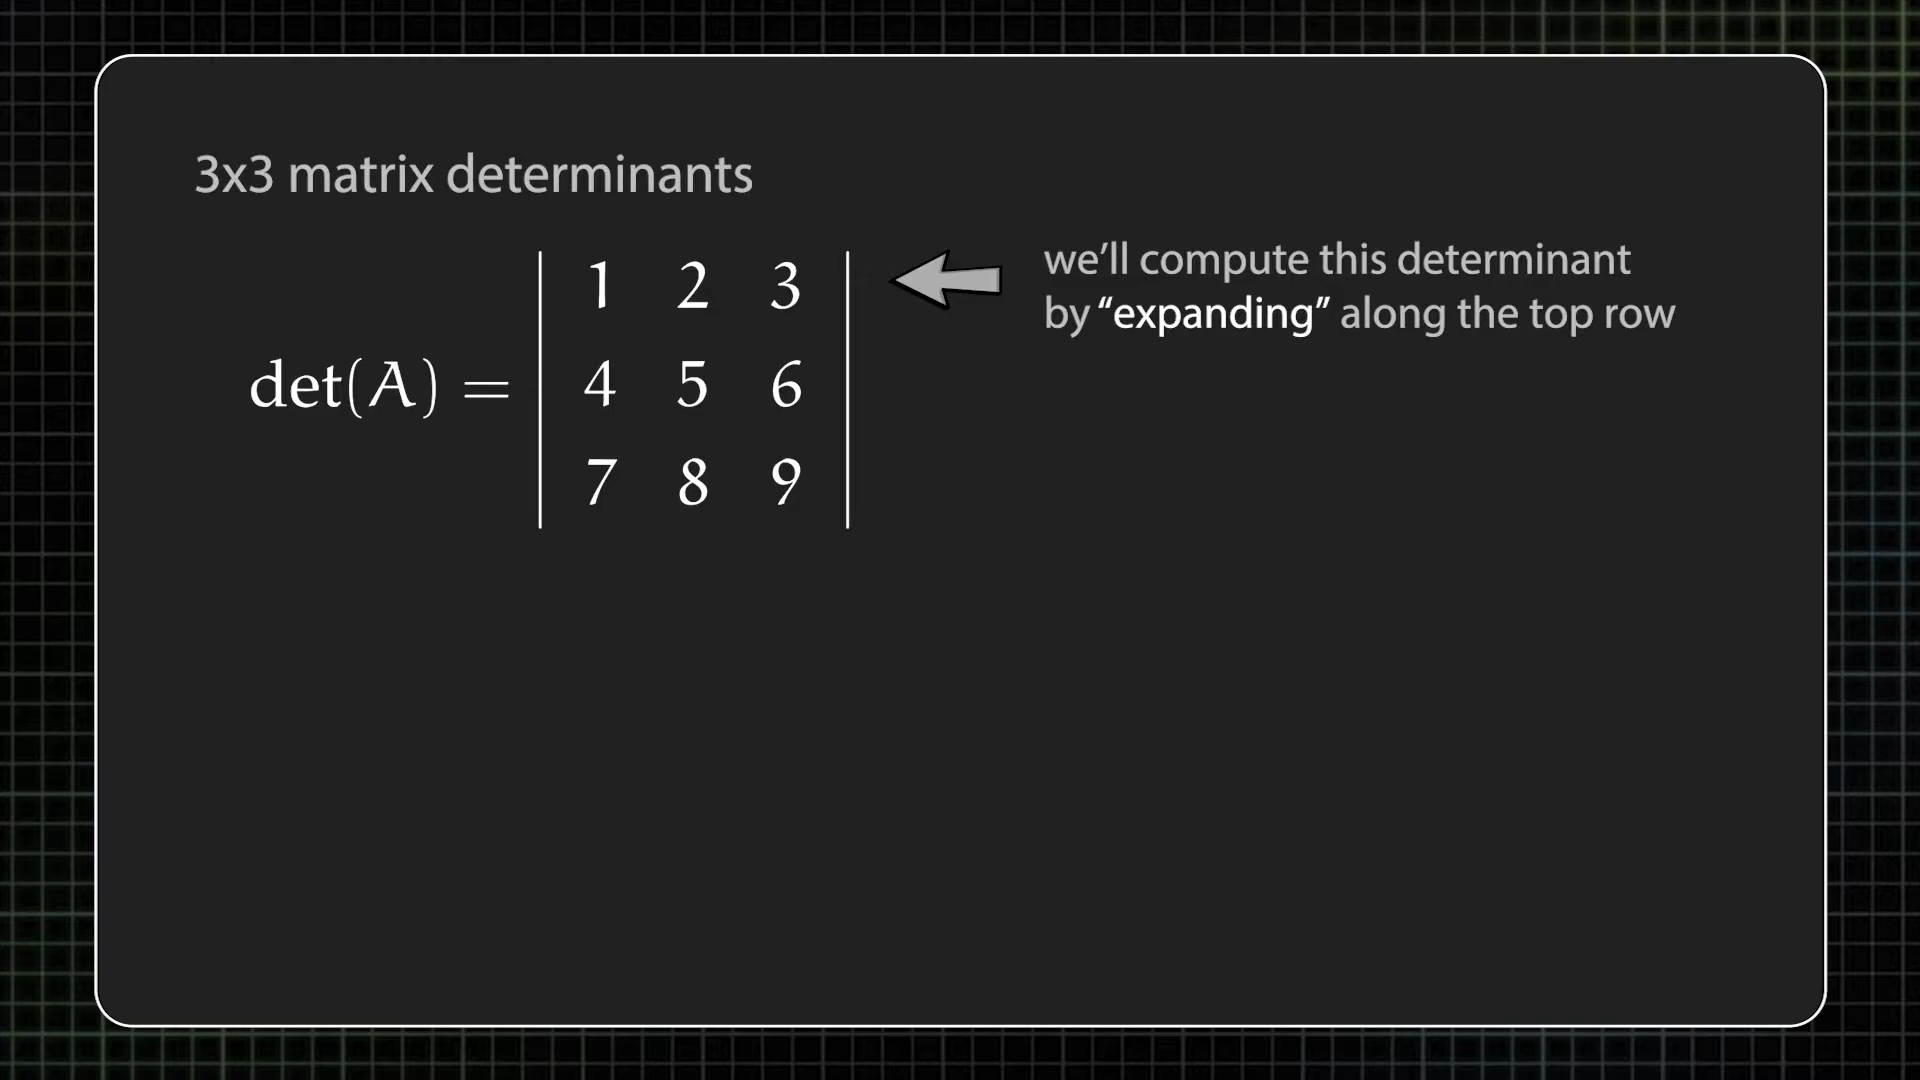 3x3 matrix determinants
we’ll compute this determinant
by “expanding” along the top row
det(A) = | 1 2 3 |
| 4 5 6 |
| 7 8 9 |